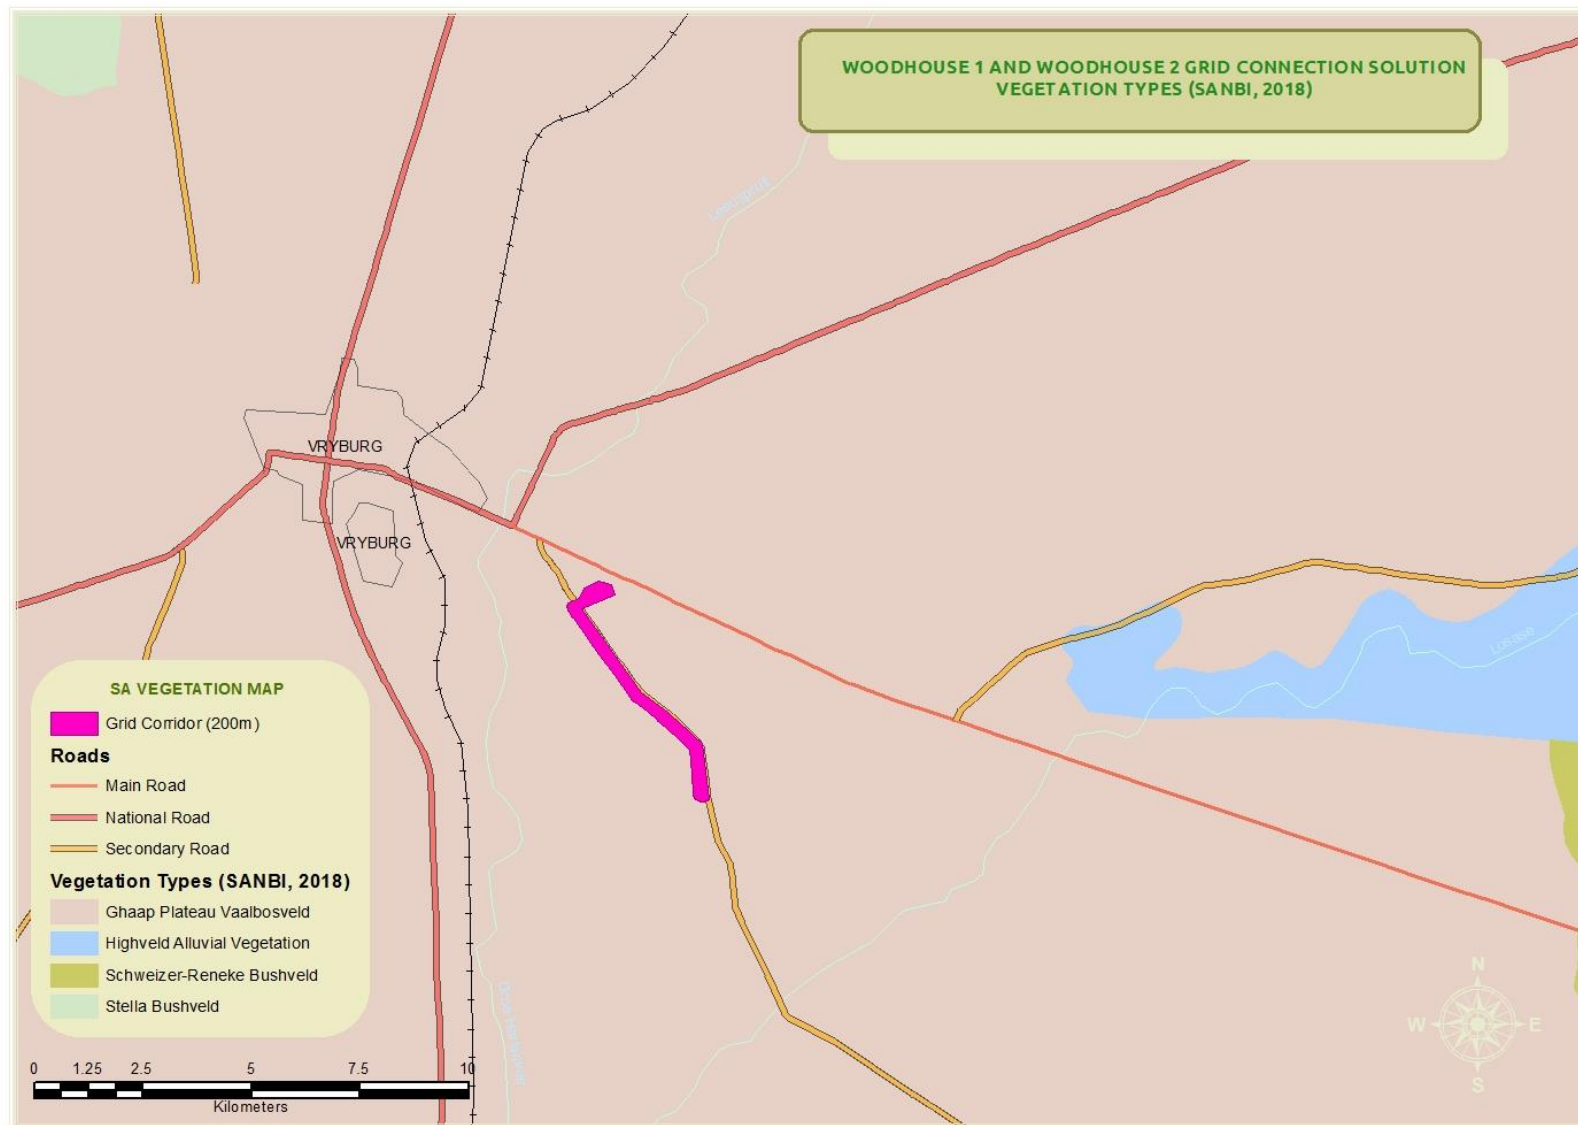 WOODHOUSE 1 AND WOODHOUSE 2 GRID CONNECTION SOLUTION
VEGETATION TYPES (SANBI, 2018)
Leeuspruit
VRYBURG
VRYBURG
Losase
SA VEGETATION MAP
Grid Corridor (200m)
Roads
Main Road
National Road
Secondary Road
Vegetation Types (SANBI, 2018)
Ghaap Plateau Vaalbosveld
Highveld Alluvial Vegetation
Schweizer-Reneke Bushveld
Stella Bushveld
N
W E
S
0 1.25 2.5 5 7.5 10
Kilometers